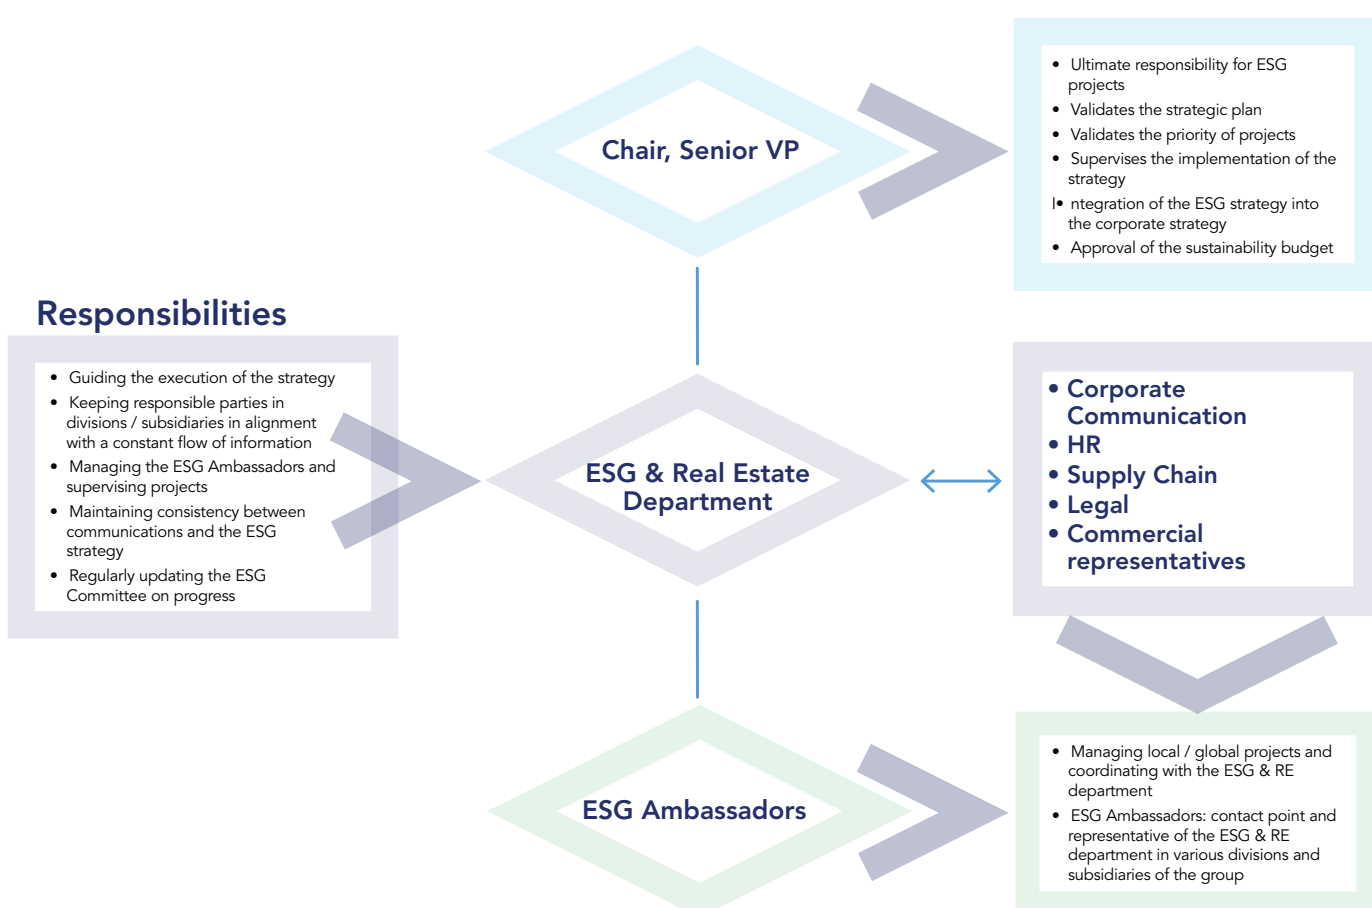 Chair, Senior VP
• Ultimate responsibility for ESG
projects
• Validates the strategic plan
• Validates the priority of projects
• Supervises the implementation of the
strategy
I• ntegration of the ESG strategy into
the corporate strategy
• Approval of the sustainability budget
Responsibilities
• Guiding the execution of the strategy
• Keeping responsible parties in
divisions / subsidiaries in alignment
with a constant flow of information
• Managing the ESG Ambassadors and
supervising projects
• Maintaining consistency between
communications and the ESG
strategy
• Regularly updating the ESG
Committee on progress
ESG & Real Estate
Department
• Corporate
Communication
• HR
• Supply Chain
• Legal
• Commercial
representatives
ESG Ambassadors
• Managing local / global projects and
coordinating with the ESG & RE
department
• ESG Ambassadors: contact point and
representative of the ESG & RE
department in various divisions and
subsidiaries of the group